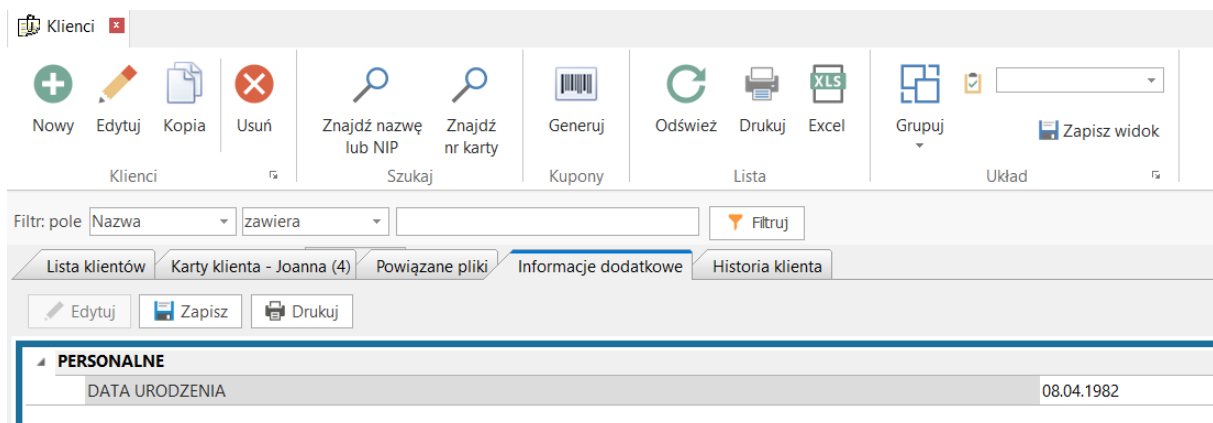 Klienci
Nowy Edytuj Kopia Usuń Znajdź nazwę lub NIP Znajdź nr karty Generuj Odśwież Drukuj XLS Excel Grupuj Zapisz widok
Klienci Szukaj Kupony Lista Układ
Filtr: pole Nazwa zawiera Filtruj
Lista klientów Karty klienta - Joanna (4) Powiązane pliki Informacje dodatkowe Historia klienta
Edytuj Zapisz Drukuj
PERSONALNE
DATA URODZENIA 08.04.1982